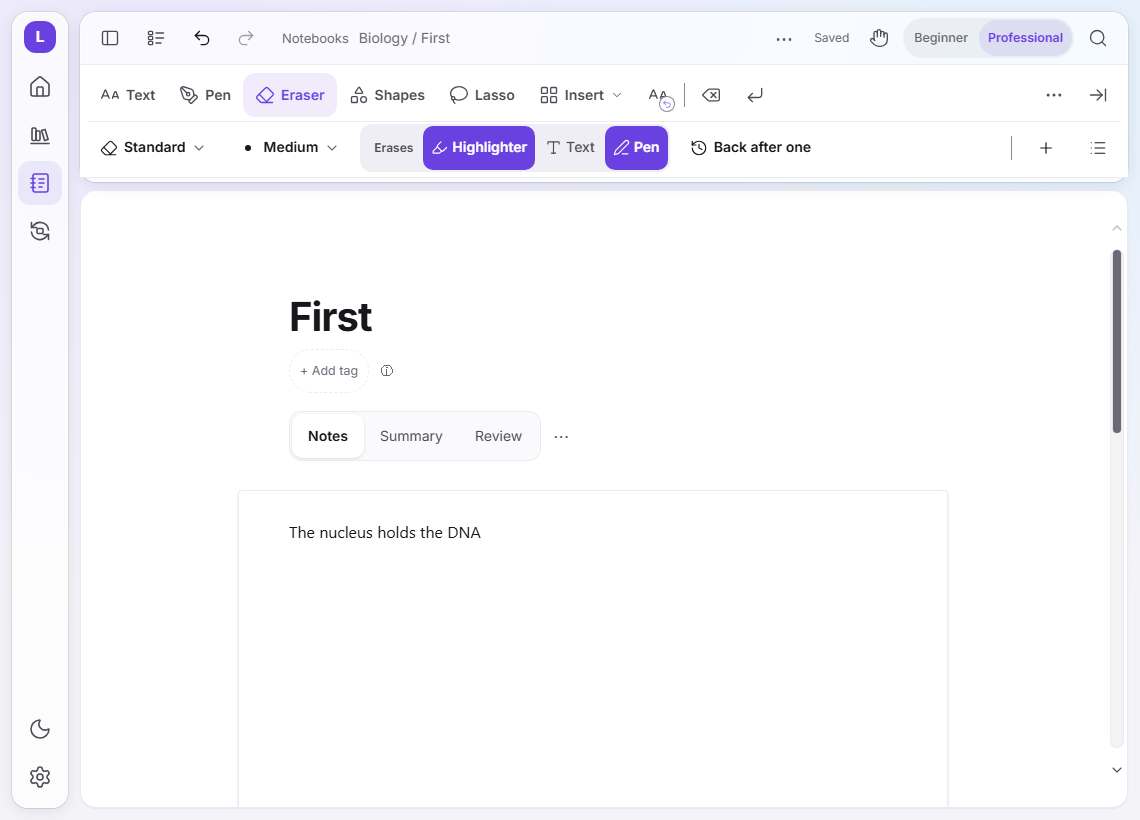 L
Notebooks Biology / First
Saved
Beginner Professional
Text Pen Eraser Shapes Lasso Insert
Standard Medium Erases Highlighter Text Pen Back after one
First
+ Add tag
Notes Summary Review
The nucleus holds the DNA